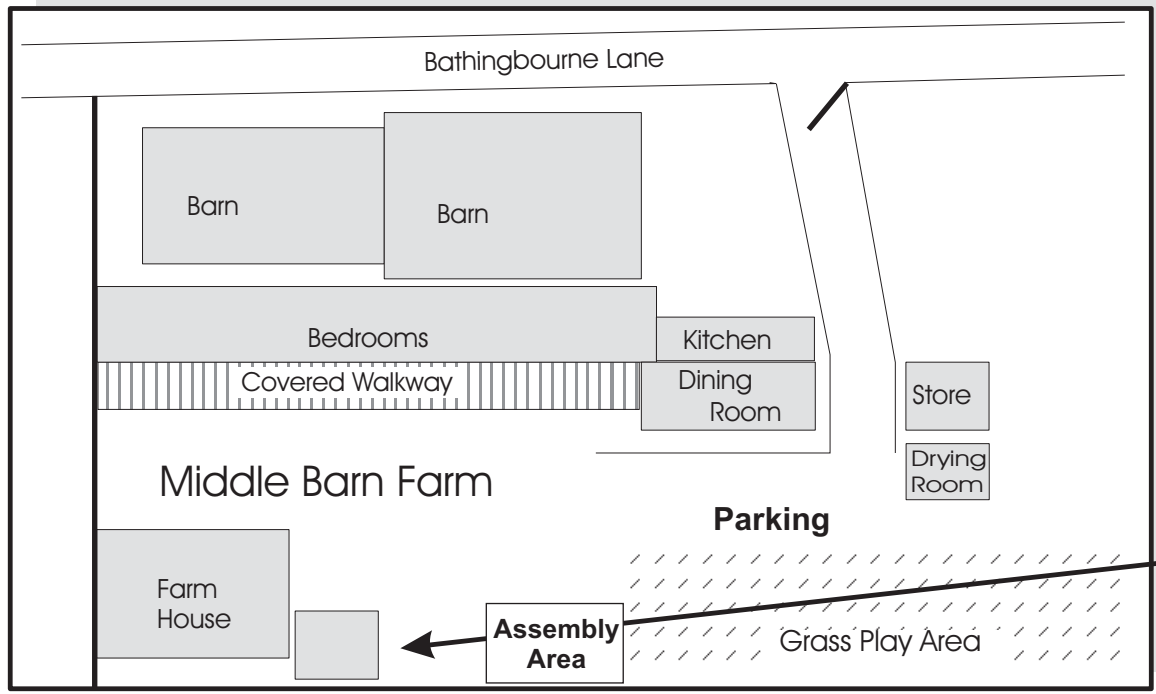 Bathingbourne Lane
Barn
Barn
Bedrooms
Kitchen
Covered Walkway
Dining
Room
Store
Drying
Room
Middle Barn Farm
Parking
Farm
House
Assembly
Area
Grass Play Area